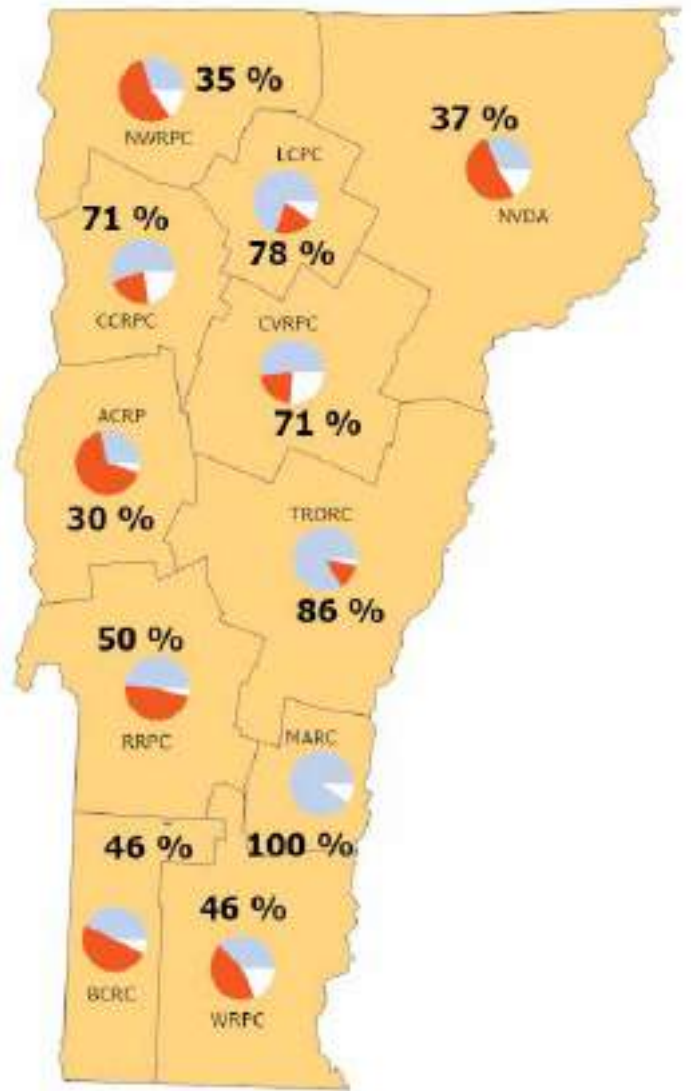 35 %
NWRPC
37 %
NVDA
LCPC
78 %
71 %
CCRPC
CVRPC
71 %
ACRP
30 %
TRORC
86 %
50 %
RRPC
MARC
100 %
46 %
BCRC
46 %
WRPC